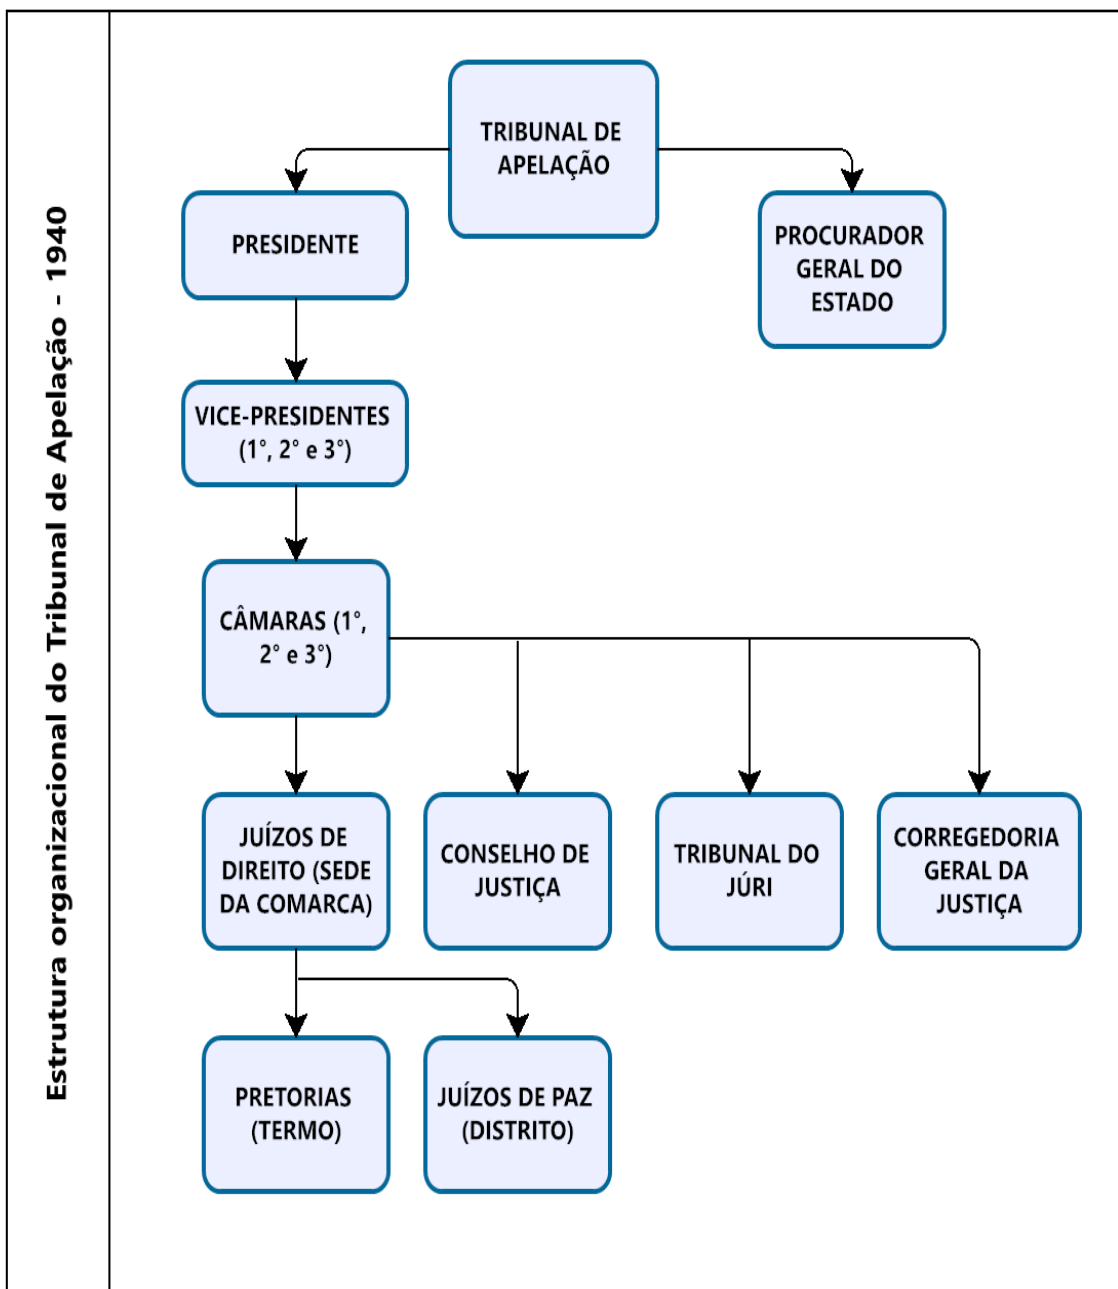 Estrutura organizacional do Tribunal de Apelação - 1940
TRIBUNAL DE
APELAÇÃO
PRESIDENTE
PROCURADOR
GERAL DO
ESTADO
VICE-PRESIDENTES
(1°, 2° e 3°)
CÂMARAS (1°,
2° e 3°)
JUÍZOS DE
DIREITO (SEDE
DA COMARCA)
CONSELHO DE
JUSTIÇA
TRIBUNAL DO
JÚRI
CORREGEDORIA
GERAL DA
JUSTIÇA
PRETORIAS
(TERMO)
JUÍZOS DE PAZ
(DISTRITO)